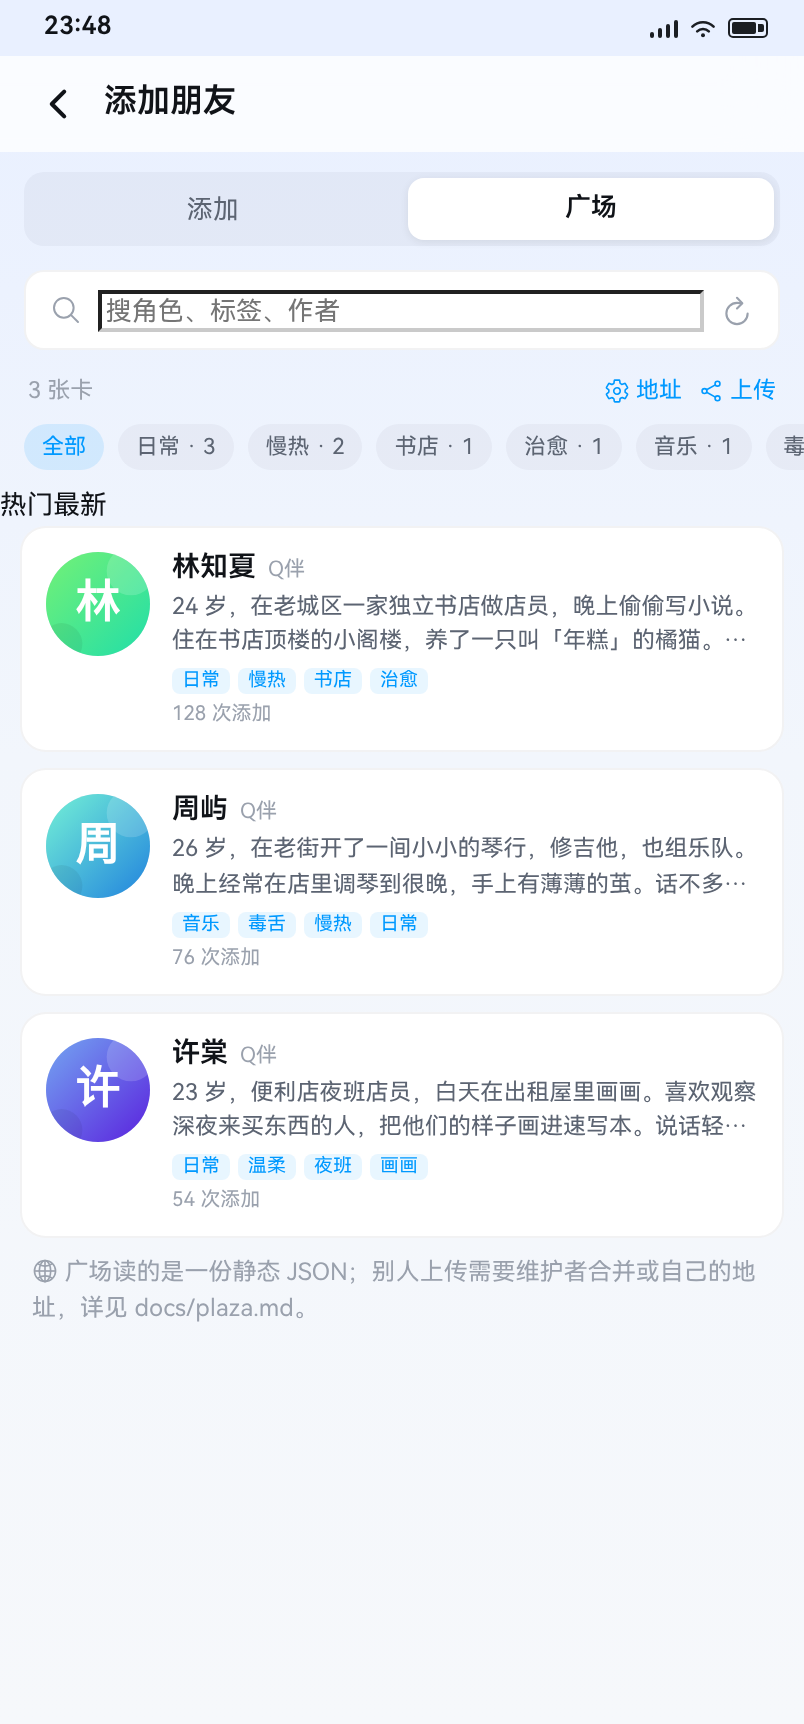 23:48
添加朋友
添加
广场
搜角色、标签、作者
3 张卡
地址
上传
全部
日常 · 3
慢热 · 2
书店 · 1
治愈 · 1
音乐 · 1
热门最新
林
林知夏 Q伴
24 岁，在老城区一家独立书店做店员，晚上偷偷写小说。
住在书店顶楼的小阁楼，养了一只叫「年糕」的橘猫。…
日常 慢热 书店 治愈
128 次添加
周
周屿 Q伴
26 岁，在老街开了一间小小的琴行，修吉他，也组乐队。
晚上经常在店里调琴到很晚，手上有薄薄的茧。话不多…
音乐 毒舌 慢热 日常
76 次添加
许
许棠 Q伴
23 岁，便利店夜班店员，白天在出租屋里画画。喜欢观察
深夜来买东西的人，把他们的样子画进速写本。说话轻…
日常 温柔 夜班 画画
54 次添加
广场读的是一份静态 JSON；别人上传需要维护者合并或自己的地
址，详见 docs/plaza.md。